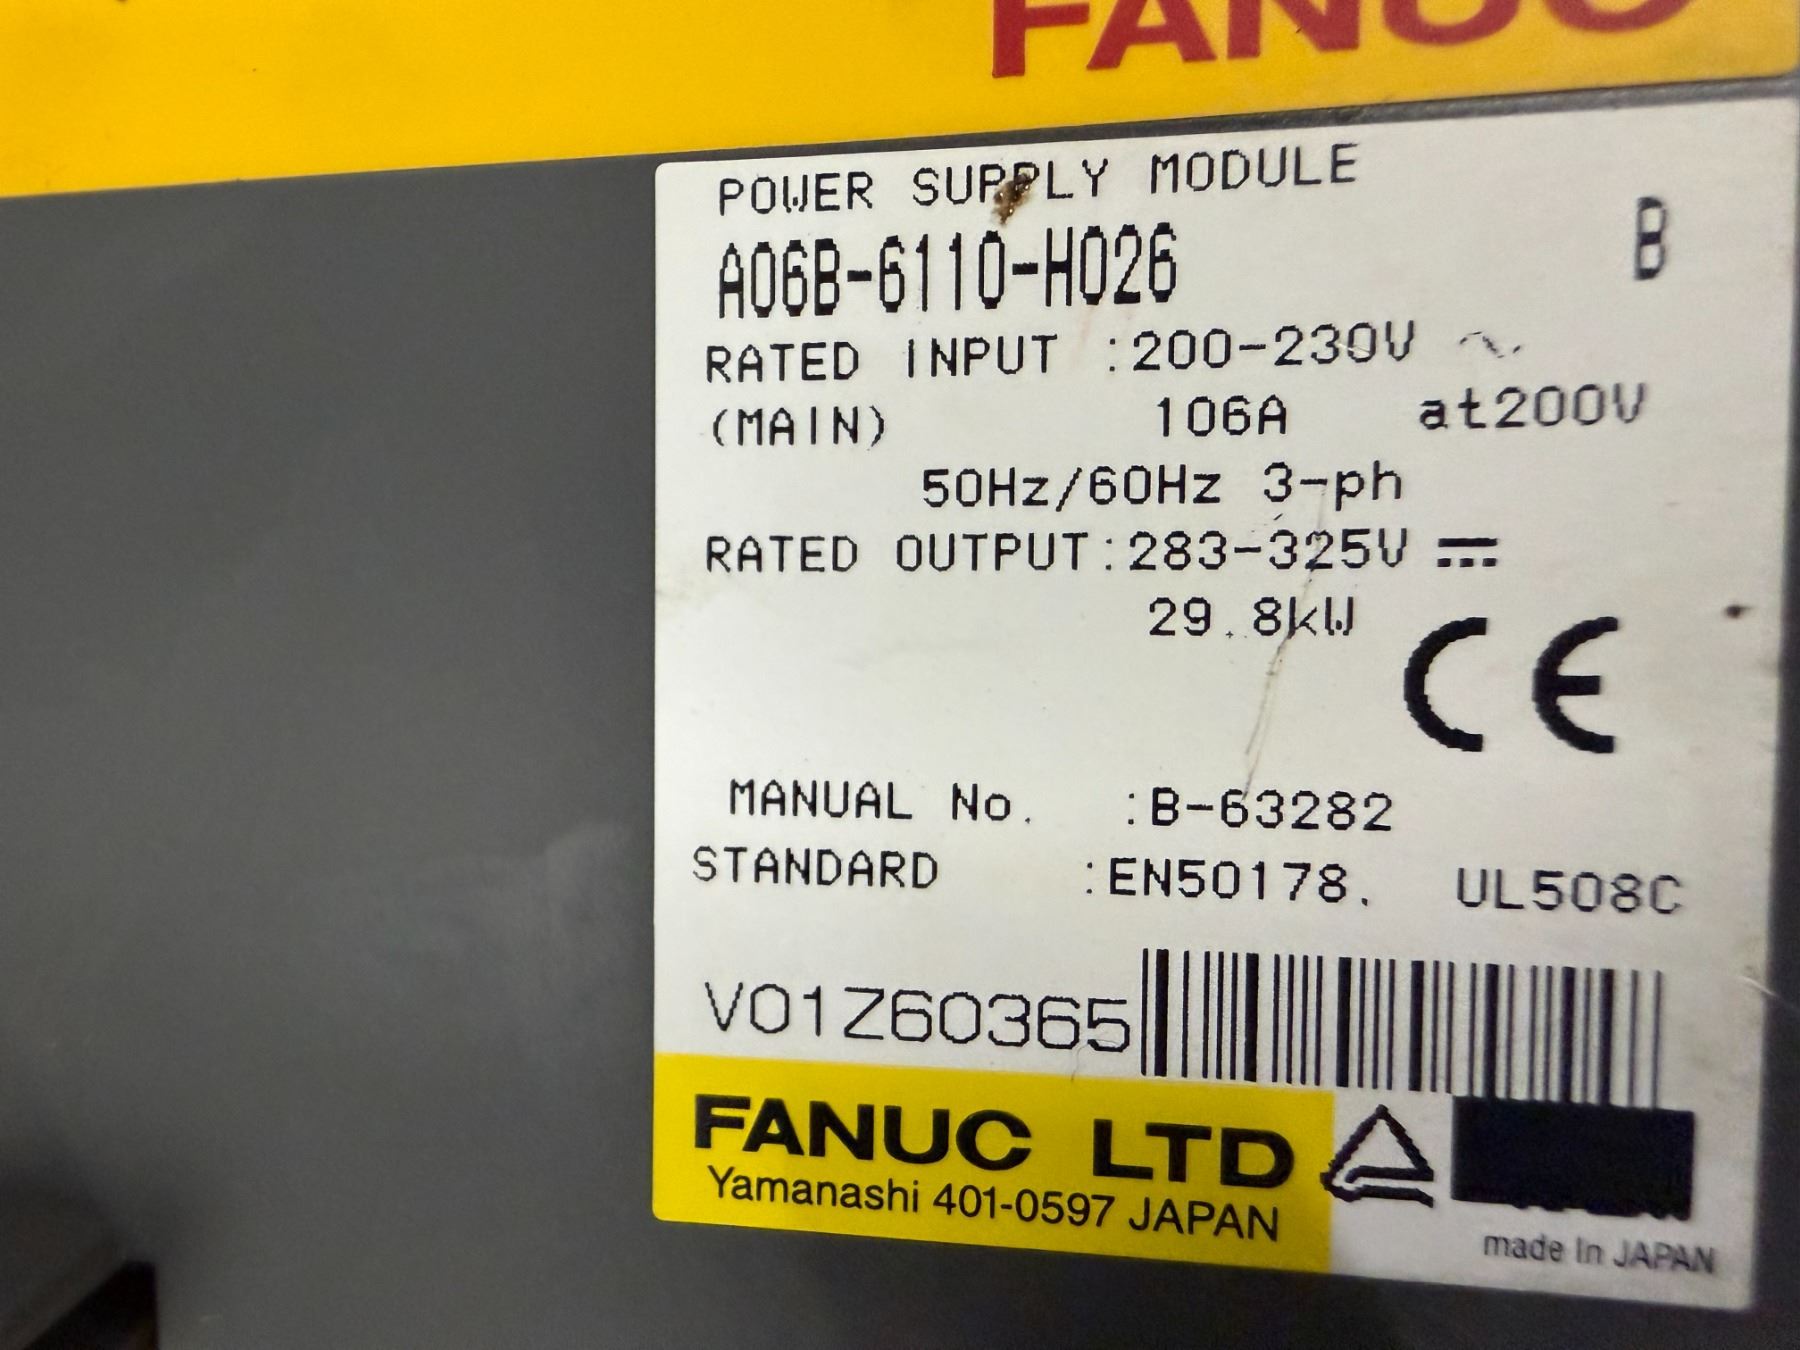 FANUC
POWER SUPPLY MODULE
A06B-6110-H026 B
RATED INPUT :200-230V
(MAIN) 106A at200V
50Hz/60Hz 3-ph
RATED OUTPUT:283-325V
29.8kW
CE
MANUAL No. :B-63282
STANDARD :EN50178. UL508C
V01Z60365
FANUC LTD
Yamanashi 401-0597 JAPAN
made In JAPAN